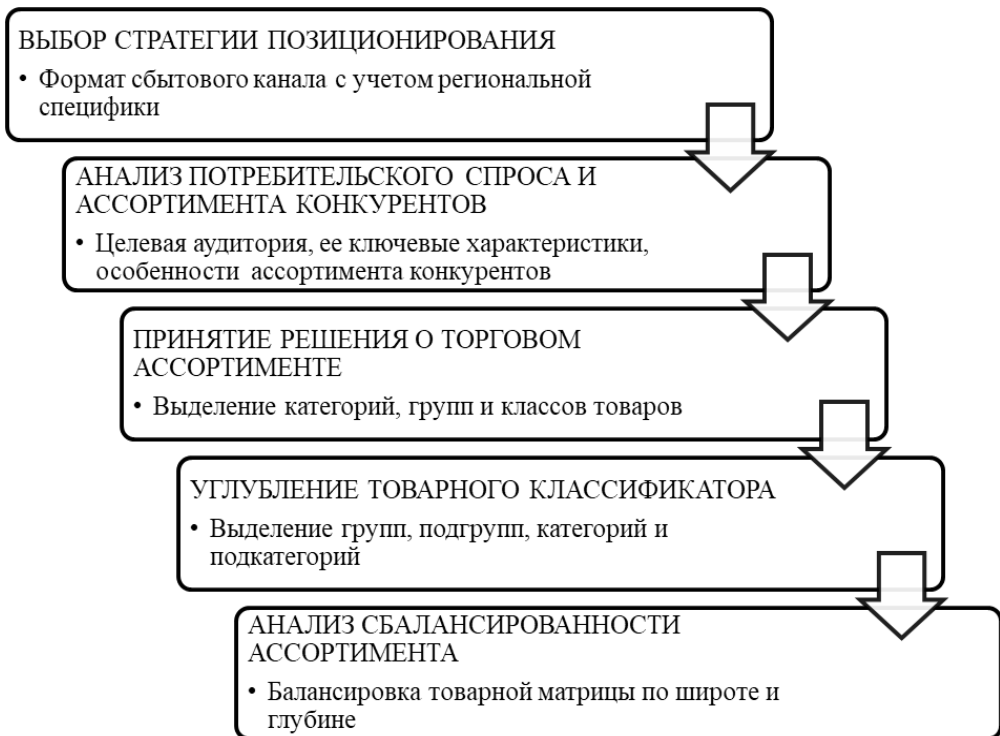 ВЫБОР СТРАТЕГИИ ПОЗИЦИОНИРОВАНИЯ
• Формат сбытового канала с учетом региональной
специфики
АНАЛИЗ ПОТРЕБИТЕЛЬСКОГО СПРОСА И
АССОРТИМЕНТА КОНКУРЕНТОВ
• Целевая аудитория, ее ключевые характеристики,
особенности ассортимента конкурентов
ПРИНЯТИЕ РЕШЕНИЯ О ТОРГОВОМ
АССОРТИМЕНТЕ
• Выделение категорий, групп и классов товаров
УГЛУБЛЕНИЕ ТОВАРНОГО КЛАССИФИКАТОРА
• Выделение групп, подгрупп, категорий и
подкатегорий
АНАЛИЗ СБАЛАНСИРОВАННОСТИ
АССОРТИМЕНТА
• Балансировка товарной матрицы по широте и
глубине